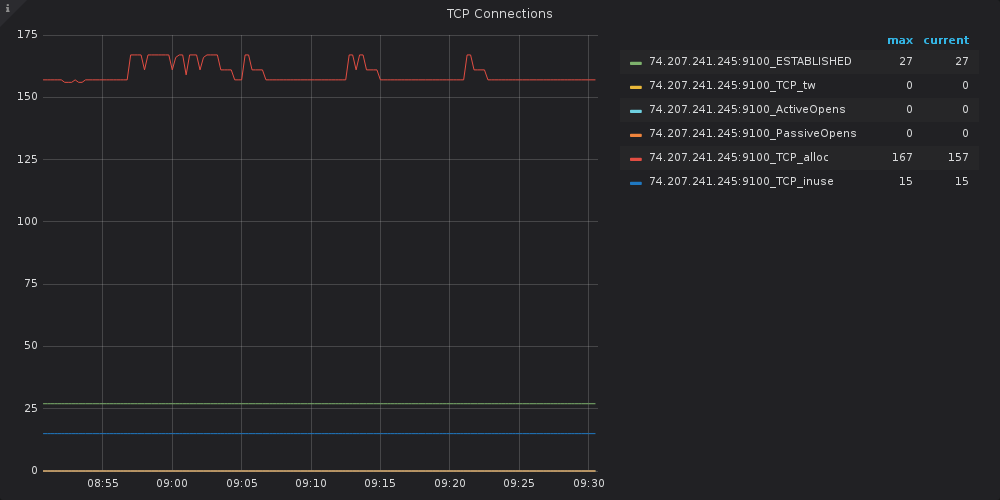 i
TCP Connections
175
150
125
100
75
50
25
0
08:55 09:00 09:05 09:10 09:15 09:20 09:25 09:30
max current
74.207.241.245:9100_ESTABLISHED 27 27
74.207.241.245:9100_TCP_tw 0 0
74.207.241.245:9100_ActiveOpens 0 0
74.207.241.245:9100_PassiveOpens 0 0
74.207.241.245:9100_TCP_alloc 167 157
74.207.241.245:9100_TCP_inuse 15 15